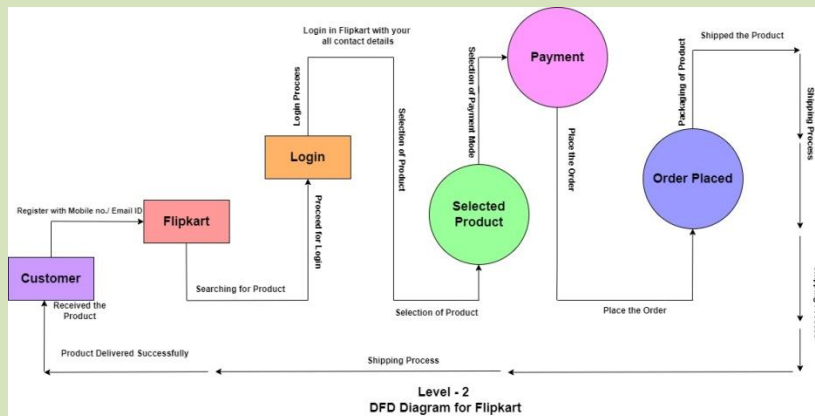 Login in Flipkart with your
all contact details
Shipped the Product
Payment
Packaging of Product
Selection of Payment Mode
Login Procees
Shipping Process
Selection of Product
Place the Order
Login
Order Placed
Selected
Product
Register with Mobile no./ Email ID
Flipkart
Proceed for Login
Customer
Searching for Product
Received the
Product
Selection of Product
Place the Order
Product Delivered Successfully
Shipping Process
Level - 2
DFD Diagram for Flipkart